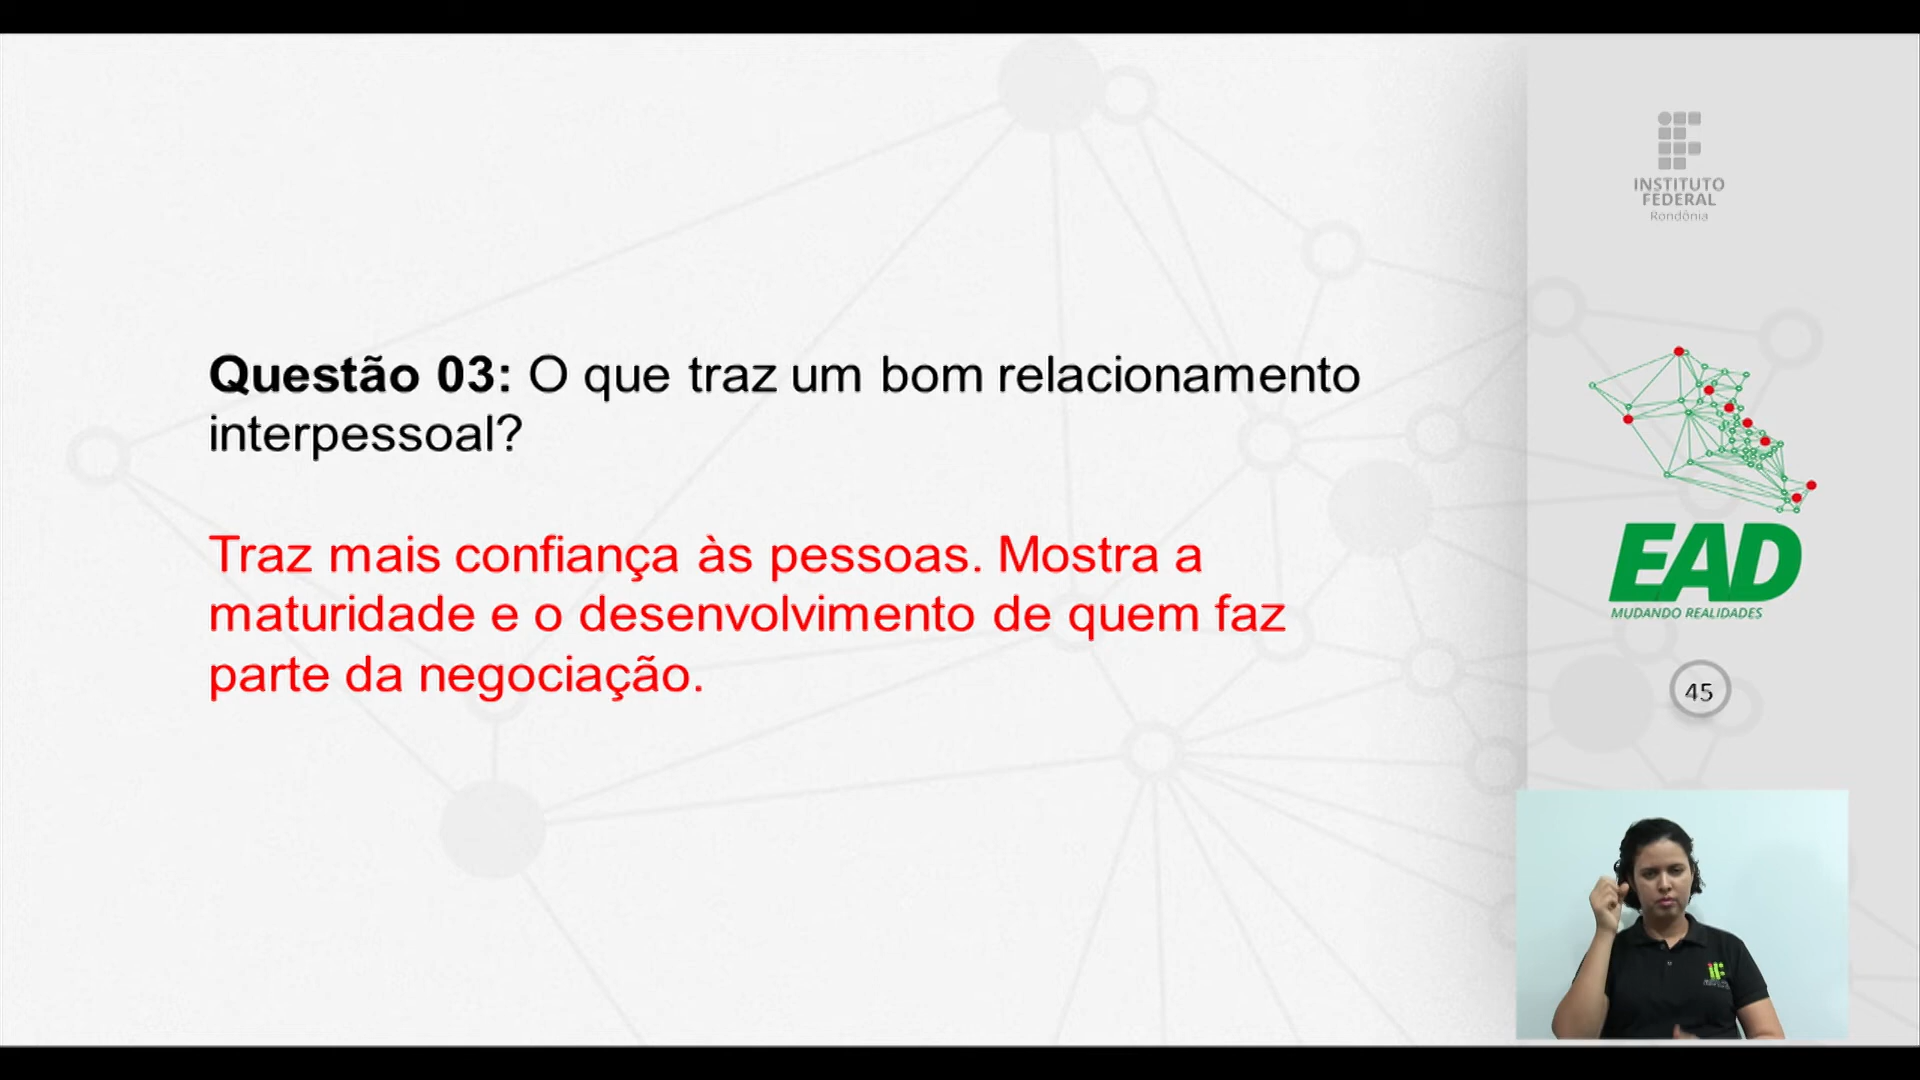 INSTITUTO
FEDERAL
Rondônia
Questão 03: O que traz um bom relacionamento
interpessoal?
Traz mais confiança às pessoas. Mostra a
maturidade e o desenvolvimento de quem faz
parte da negociação.
EAD
MUDANDO REALIDADES
45